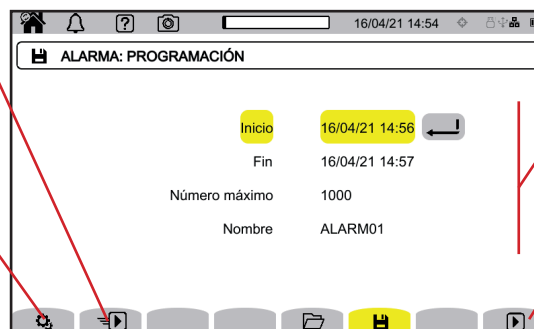 16/04/21 14:54
ALARMA: PROGRAMACIÓN
Inicio 16/04/21 14:56
Fin 16/04/21 14:57
Número máximo 1000
Nombre ALARM01